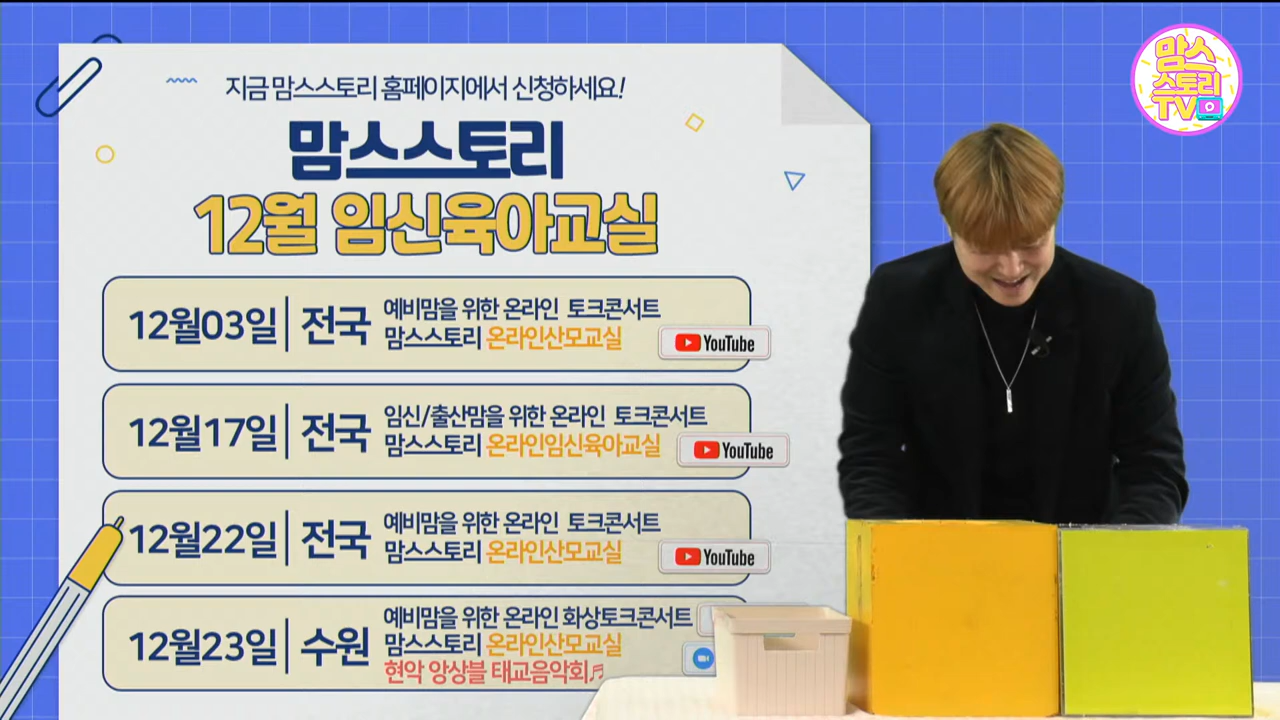 지금 맘스스토리 홈페이지에서 신청하세요!
맘스스토리
12월 임신육아교실
12월03일 전국 예비맘을 위한 온라인 토크콘서트
맘스스토리 온라인산모교실
YouTube
12월17일 전국 임신/출산맘을 위한 온라인 토크콘서트
맘스스토리 온라인임신육아교실
YouTube
12월22일 전국 예비맘을 위한 온라인 토크콘서트
맘스스토리 온라인산모교실
YouTube
12월23일 수원 예비맘을 위한 온라인 화상토크콘서트
맘스스토리 온라인산모교실
현악 앙상블 태교음악회♬
맘스
스토리
TV